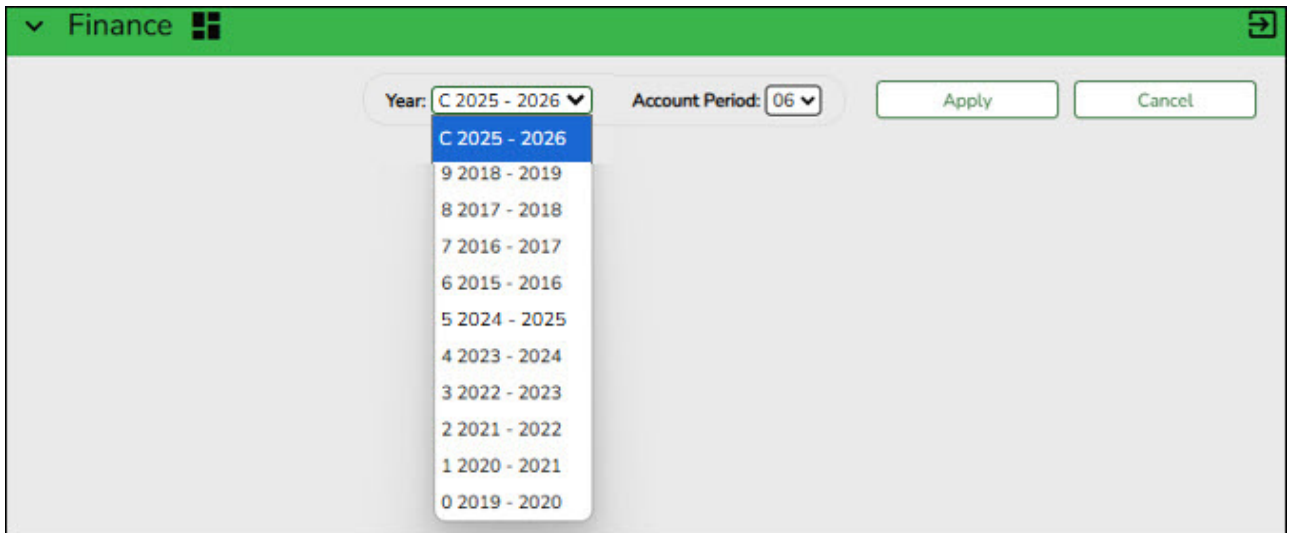 Finance
Year: C 2025 - 2026 Account Period: 06 Apply Cancel
C 2025 - 2026
9 2018 - 2019
8 2017 - 2018
7 2016 - 2017
6 2015 - 2016
5 2024 - 2025
4 2023 - 2024
3 2022 - 2023
2 2021 - 2022
1 2020 - 2021
0 2019 - 2020